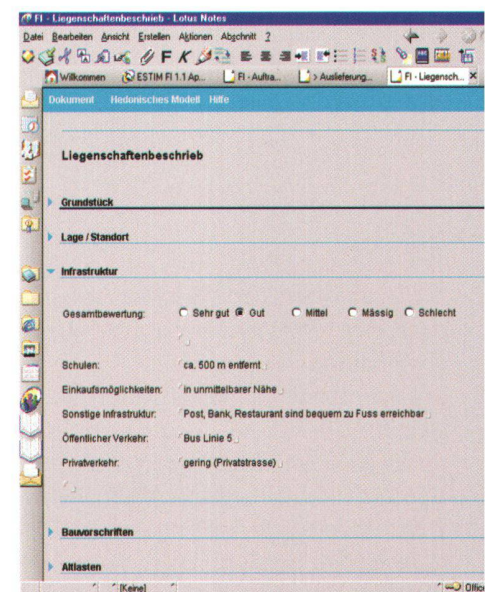 FI - Liegenschaftenbeschrieb - Lotus Notes
Datei Bearbeiten Ansicht Erstellen Aktionen Abschnitt ?
F K
Willkommen ESTIM FI 1.1 Ap... FI - Auftra... > Auslieferung... FI - Liegensch...
Dokument Hedonisches Modell Hilfe
Liegenschaftenbeschrieb
Grundstück
Lage / Standort
Infrastruktur
Gesamtbewertung: Sehr gut Gut Mittel Mässig Schlecht
Schulen: ca. 500 m entfernt
Einkaufsmöglichkeiten: in unmittelbarer Nähe
Sonstige Infrastruktur: Post, Bank, Restaurant sind bequem zu Fuss erreichbar
Öffentlicher Verkehr: Bus Linie 5
Privatverkehr: gering (Privatstrasse)
Bauvorschriften
Altlasten
[Keine] Offic